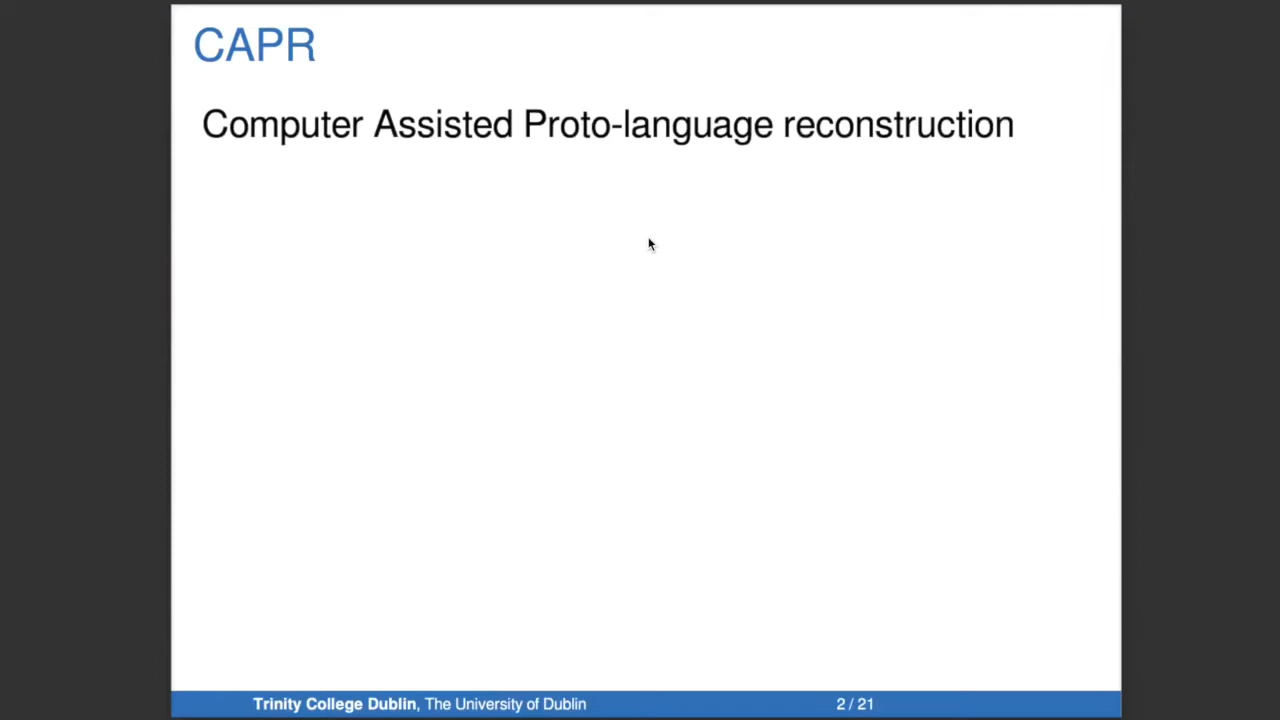 CAPR
Computer Assisted Proto-language reconstruction
Trinity College Dublin, The University of Dublin
2 / 21